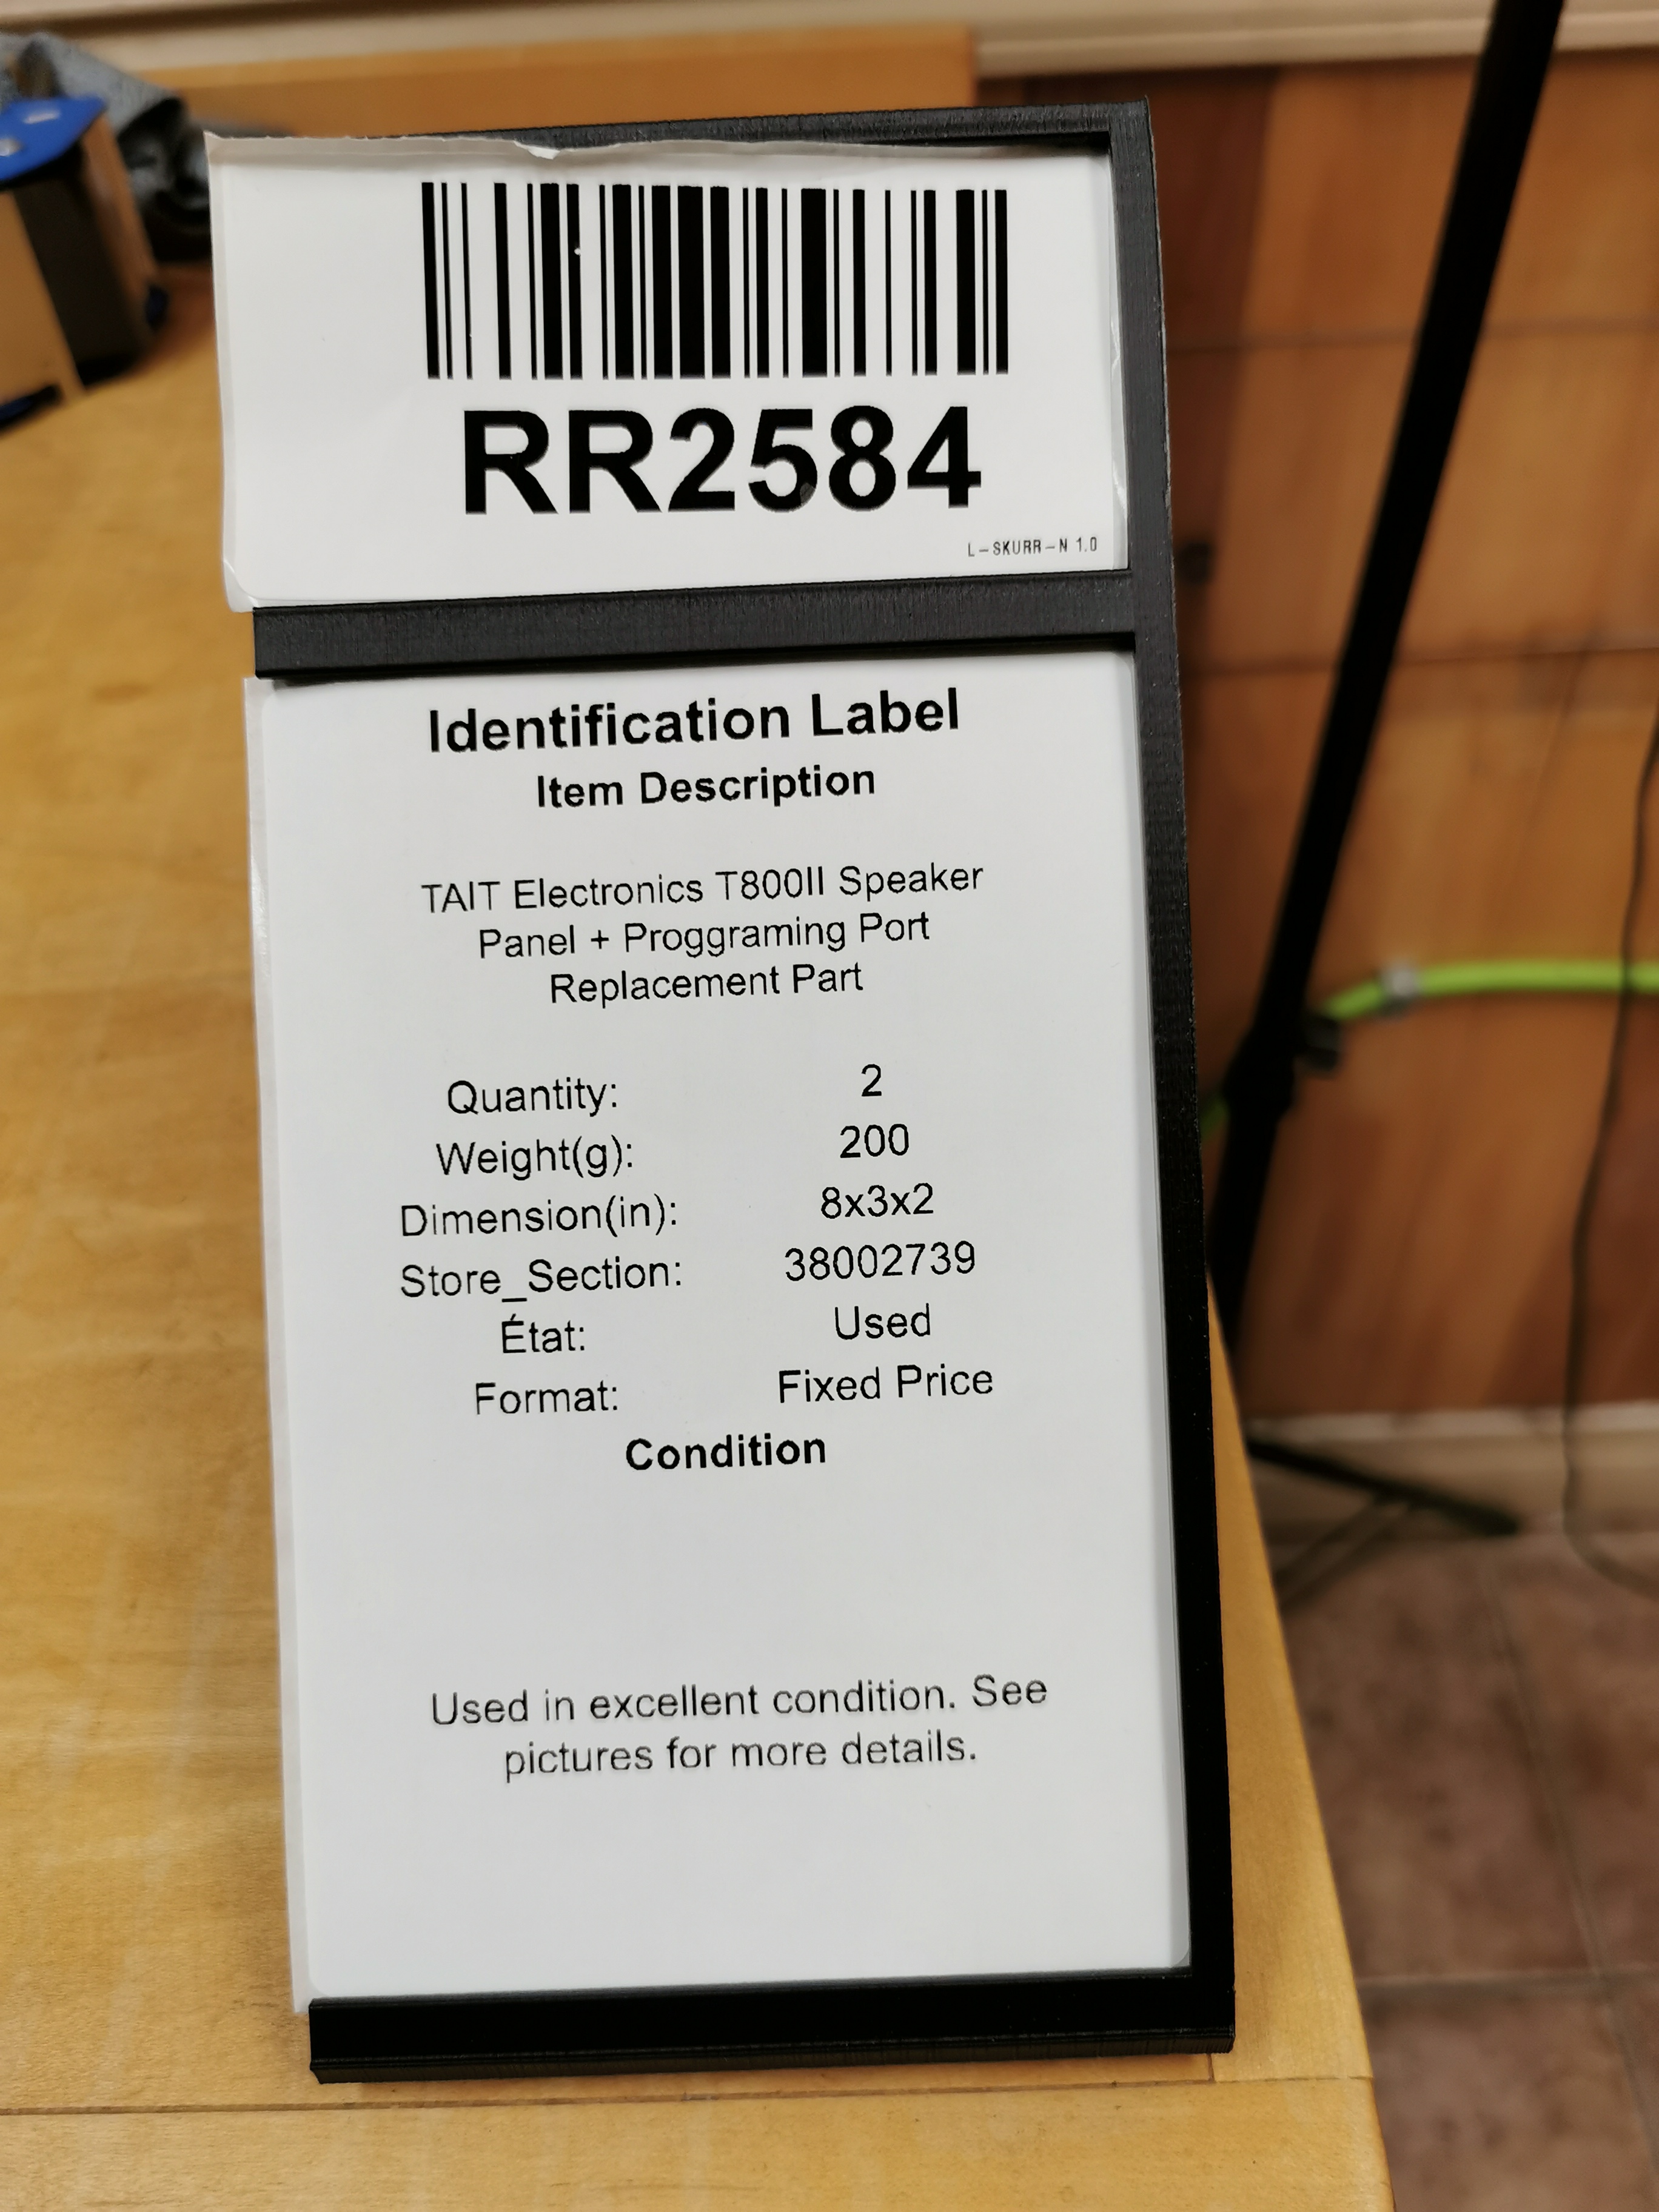 RR2584
L-SKURR-N 1.0
Identification Label
Item Description
TAIT Electronics T800II Speaker
Panel + Proggraming Port
Replacement Part
Quantity: 2
Weight(g): 200
Dimension(in): 8x3x2
Store_Section: 38002739
État: Used
Format: Fixed Price
Condition
Used in excellent condition. See
pictures for more details.